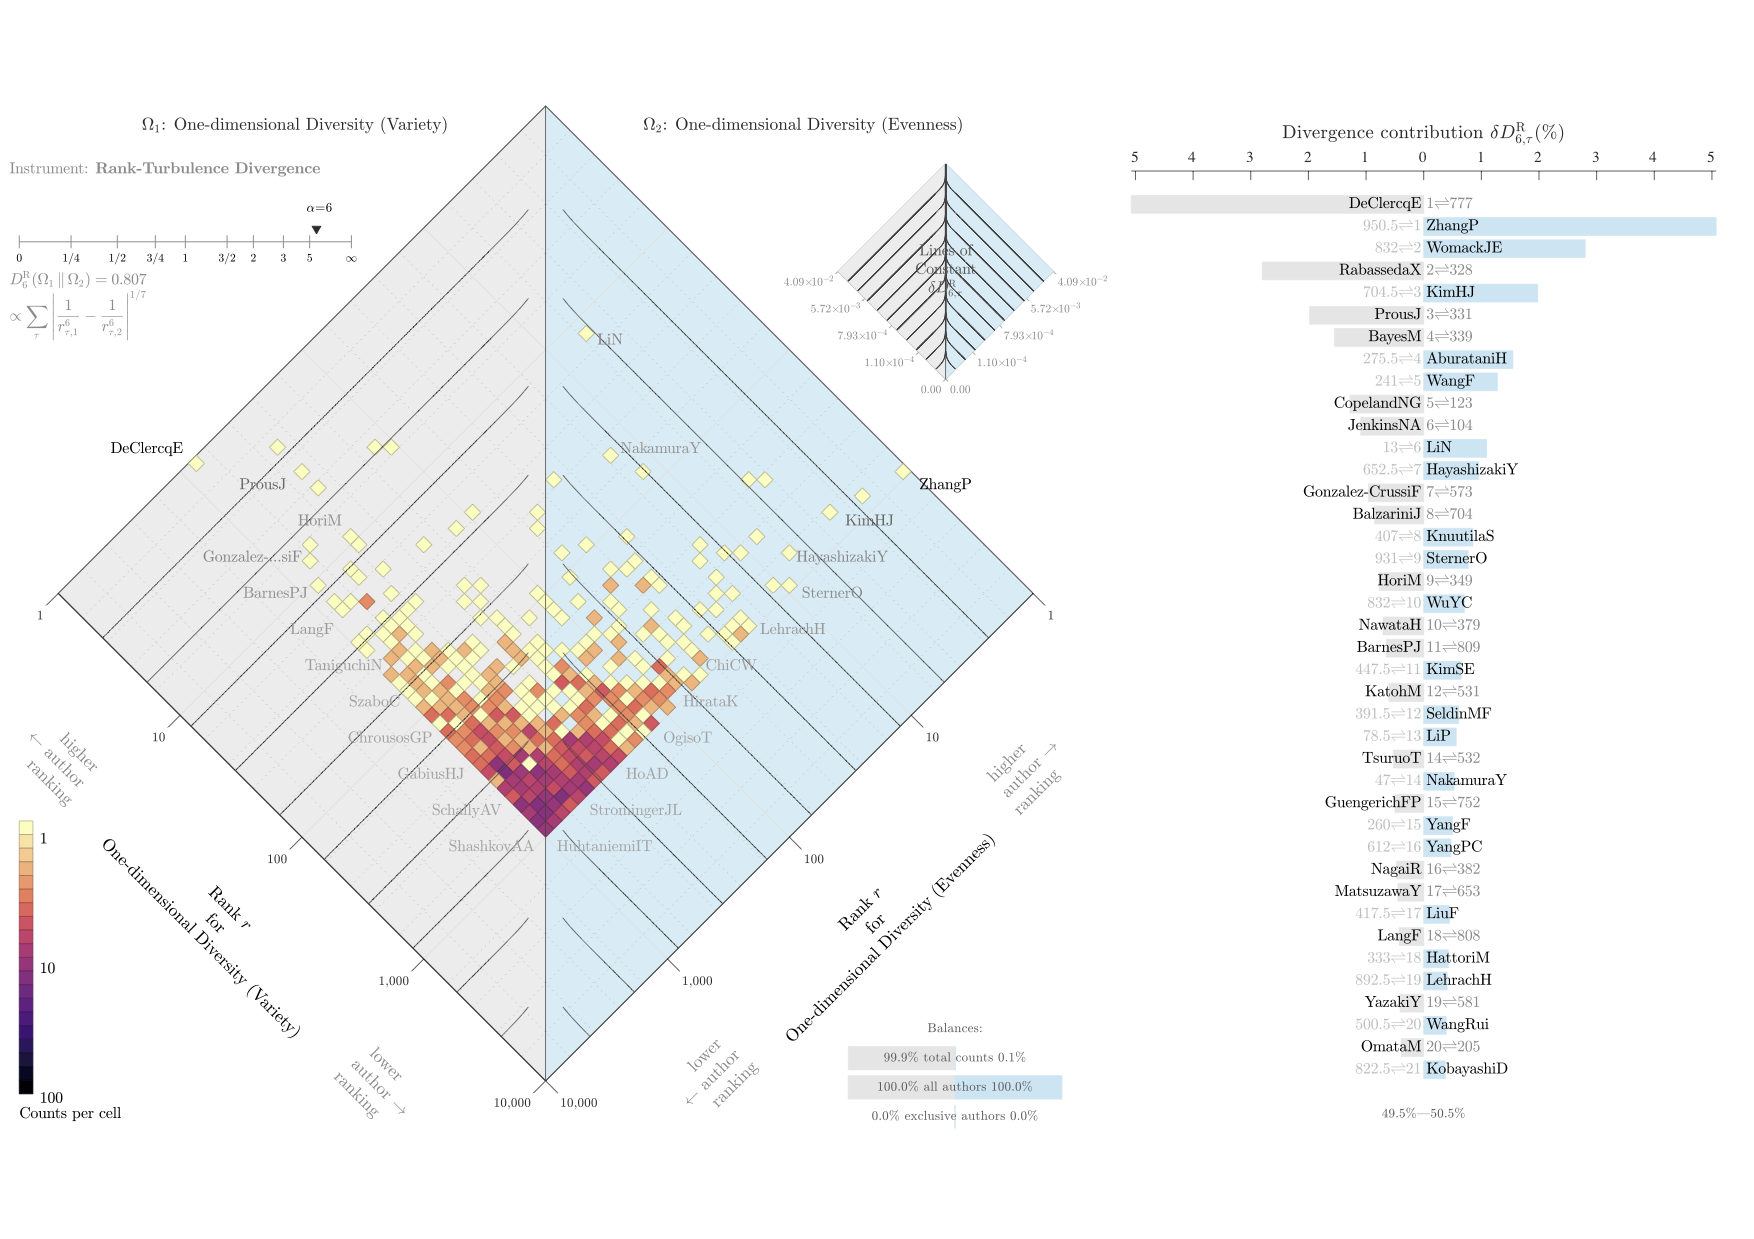 Ω₁: One-dimensional Diversity (Variety)
Ω₂: One-dimensional Diversity (Evenness)
Instrument: Rank-Turbulence Divergence
α=6
0 1/4 1/2 3/4 1 3/2 2 3 5 ∞
D₆ᴿ(Ω₁ ‖ Ω₂) = 0.807
∝ ∑τ | 1/r⁶τ,1 − 1/r⁶τ,2 |^1/7
Lines of
Constant
δDᴿ6,τ
4.09×10⁻² 4.09×10⁻²
5.72×10⁻³ 5.72×10⁻³
7.93×10⁻⁴ 7.93×10⁻⁴
1.10×10⁻⁴ 1.10×10⁻⁴
0.00 0.00
LiN
DeClercqE
NakamuraY
ProusJ
ZhangP
HoriM
KimHJ
Gonzalez-...siF
HayashizakiY
BarnesPJ
SternerO
LangF
LehrachH
TaniguchiN
ChiCW
SzaboC
HirataK
ChrousosGP
OgisoT
GabiusHJ
HoAD
SchallyAV
StromingerJL
ShashkovAA
HuhtaniemiIT
1 1
10 10
100 100
1,000 1,000
10,000 10,000
← higher
author
ranking
higher
author →
ranking
Rank r
for
One-dimensional Diversity (Variety)
Rank r
for
One-dimensional Diversity (Evenness)
lower
author →
ranking
lower
← author
ranking
1
10
100
Counts per cell
Balances:
99.9% total counts 0.1%
100.0% all authors 100.0%
0.0% exclusive authors 0.0%
Divergence contribution δDᴿ6,τ(%)
5 4 3 2 1 0 1 2 3 4 5
DeClercqE 1⇌777
950.5⇌1 ZhangP
832⇌2 WomackJE
RabassedaX 2⇌328
704.5⇌3 KimHJ
ProusJ 3⇌331
BayesM 4⇌339
275.5⇌4 AburataniH
241⇌5 WangF
CopelandNG 5⇌123
JenkinsNA 6⇌104
13⇌6 LiN
652.5⇌7 HayashizakiY
Gonzalez-CrussiF 7⇌573
BalzariniJ 8⇌704
407⇌8 KnuutilaS
931⇌9 SternerO
HoriM 9⇌349
832⇌10 WuYC
NawataH 10⇌379
BarnesPJ 11⇌809
447.5⇌11 KimSE
KatohM 12⇌531
391.5⇌12 SeldinMF
78.5⇌13 LiP
TsuruoT 14⇌532
47⇌14 NakamuraY
GuengerichFP 15⇌752
260⇌15 YangF
612⇌16 YangPC
NagaiR 16⇌382
MatsuzawaY 17⇌653
417.5⇌17 LiuF
LangF 18⇌808
333⇌18 HattoriM
892.5⇌19 LehrachH
YazakiY 19⇌581
500.5⇌20 WangRui
OmataM 20⇌205
822.5⇌21 KobayashiD
49.5%—50.5%